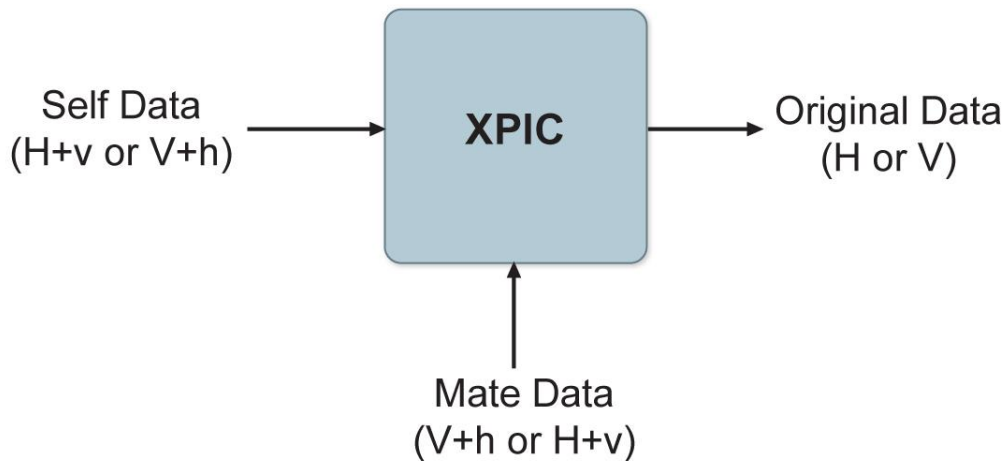 Self Data
(H+v or V+h)
XPIC
Original Data
(H or V)
Mate Data
(V+h or H+v)